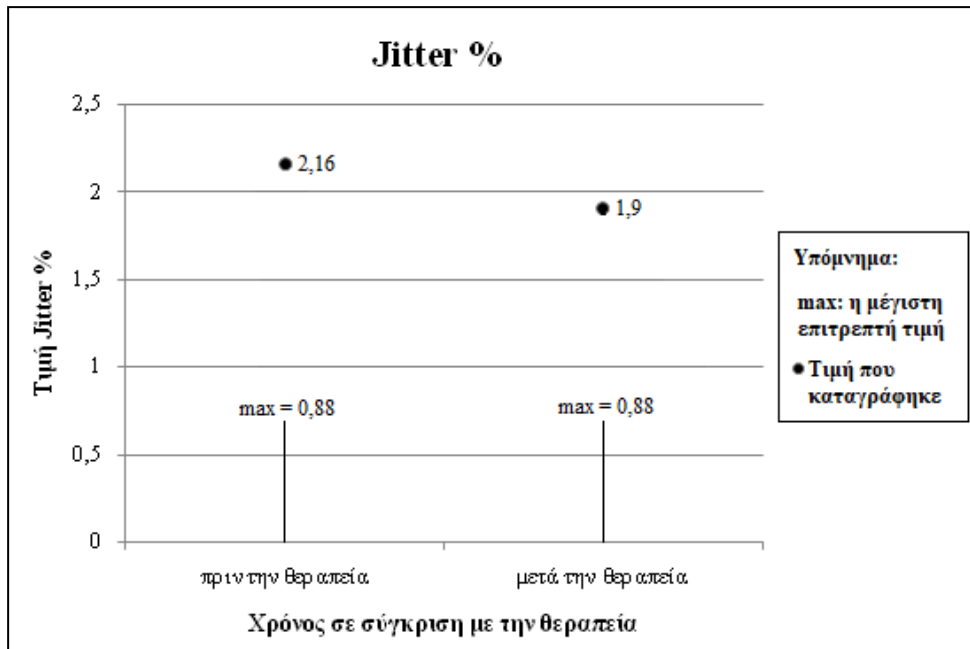 Jitter %
2,5
2
1,5
1
0,5
0
Τιμή Jitter %
2,16
1,9
max = 0,88
max = 0,88
πριν την θεραπεία
μετά την θεραπεία
Χρόνος σε σύγκριση με την θεραπεία
Υπόμνημα:
max: η μέγιστη
επιτρεπτή τιμή
Τιμή που
καταγράφηκε